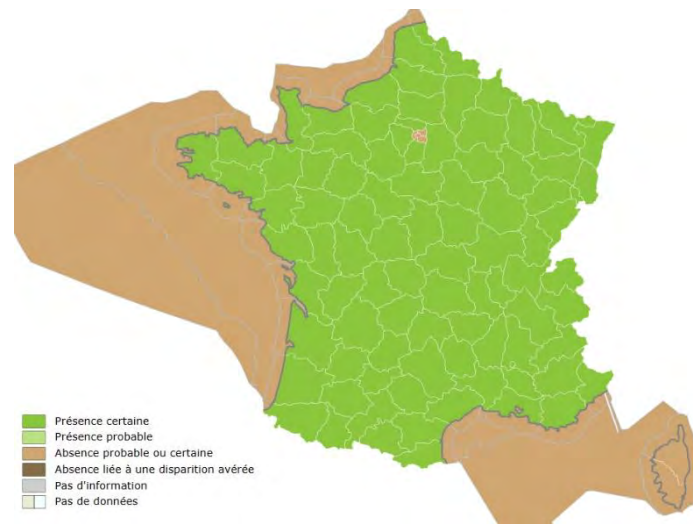 Présence certaine
Présence probable
Absence probable ou certaine
Absence liée à une disparition avérée
Pas d'information
Pas de données